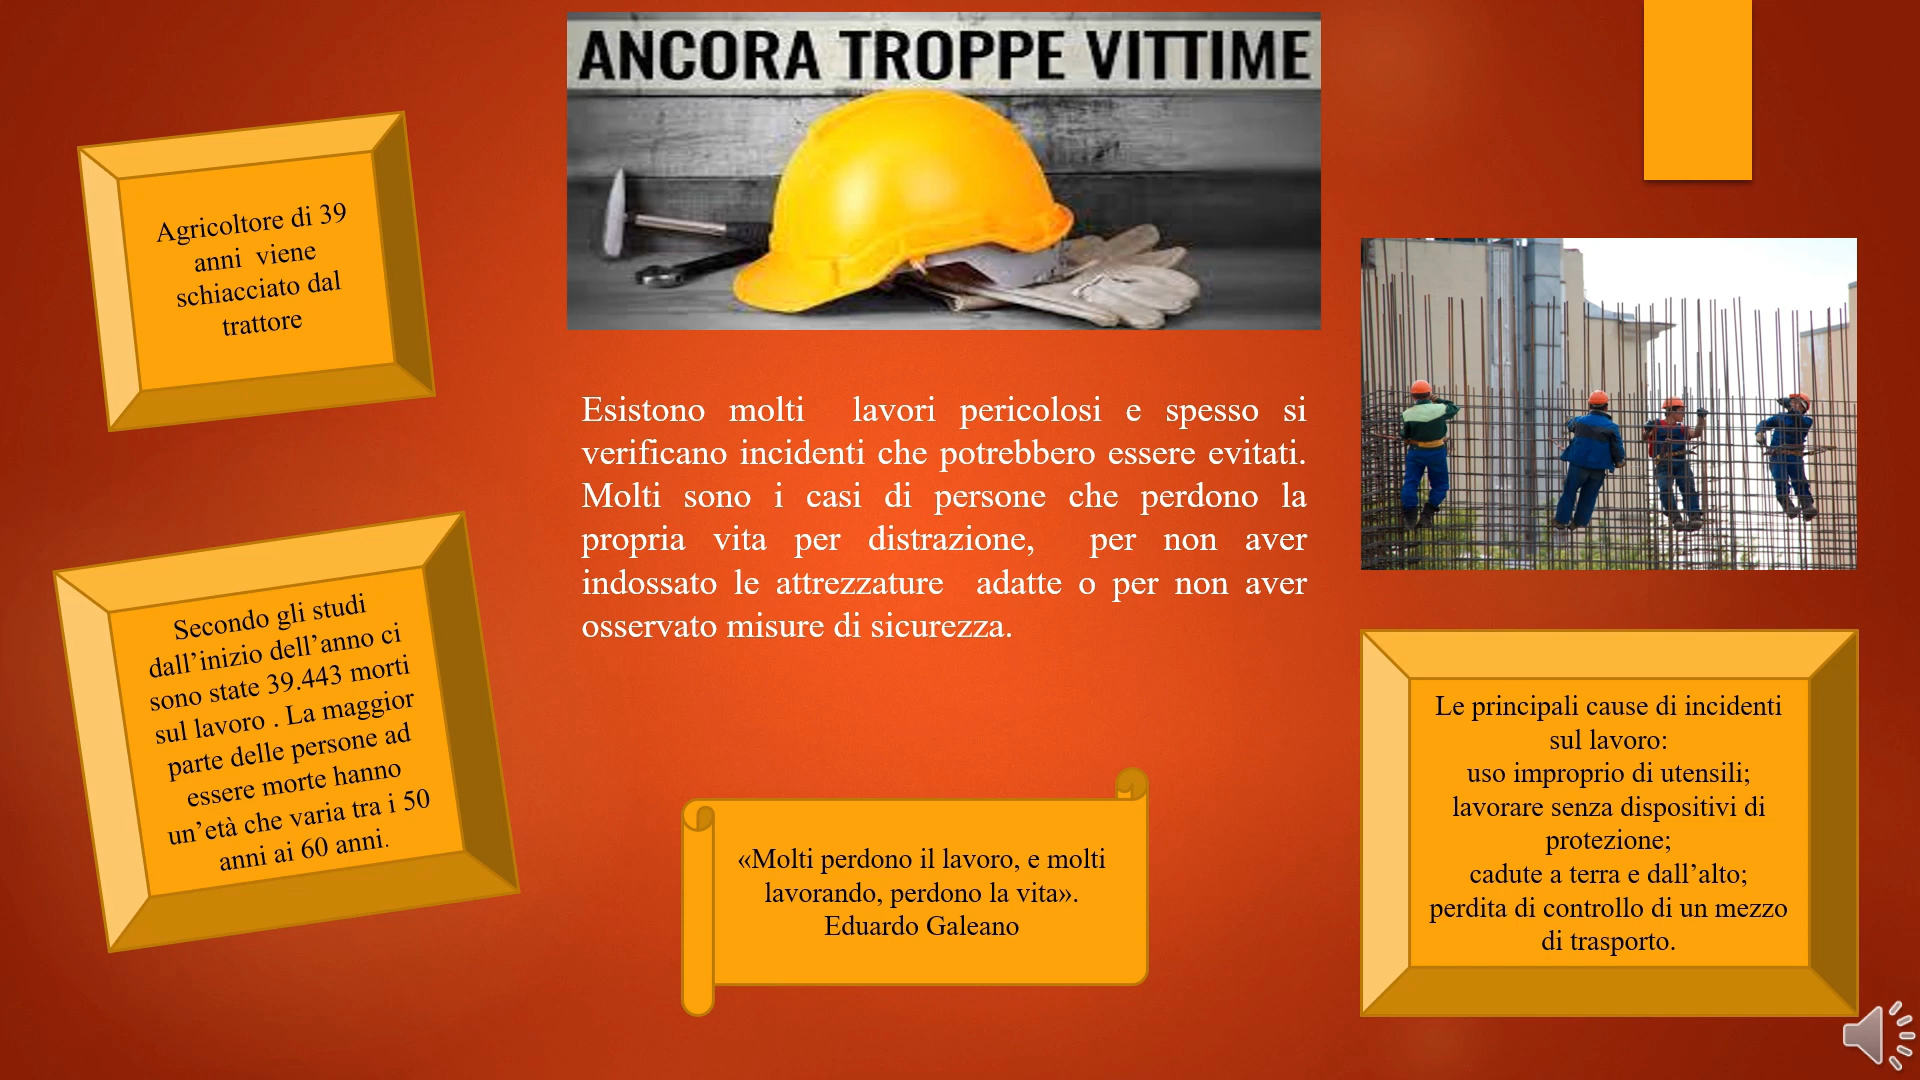 ANCORA TROPPE VITTIME
Agricoltore di 39
anni  viene
schiacciato dal
trattore
Esistono molti  lavori pericolosi e spesso si
verificano incidenti che potrebbero essere evitati.
Molti sono i casi di persone che perdono la
propria vita per distrazione,  per non aver
indossato le attrezzature  adatte o per non aver
osservato misure di sicurezza.
Secondo gli studi
dall’inizio dell’anno ci
sono state 39.443 morti
sul lavoro . La maggior
parte delle persone ad
essere morte hanno
un’età che varia tra i 50
anni ai 60 anni.
«Molti perdono il lavoro, e molti
lavorando, perdono la vita».
Eduardo Galeano
Le principali cause di incidenti
sul lavoro:
uso improprio di utensili;
lavorare senza dispositivi di
protezione;
cadute a terra e dall’alto;
perdita di controllo di un mezzo
di trasporto.